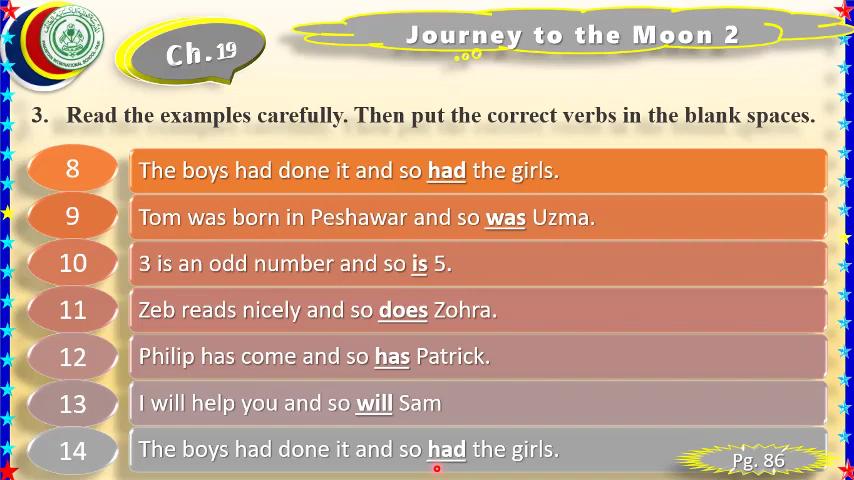 Ch.19
Journey to the Moon 2
3. Read the examples carefully. Then put the correct verbs in the blank spaces.
8 The boys had done it and so had the girls.
9 Tom was born in Peshawar and so was Uzma.
10 3 is an odd number and so is 5.
11 Zeb reads nicely and so does Zohra.
12 Philip has come and so has Patrick.
13 I will help you and so will Sam
14 The boys had done it and so had the girls.
Pg. 86